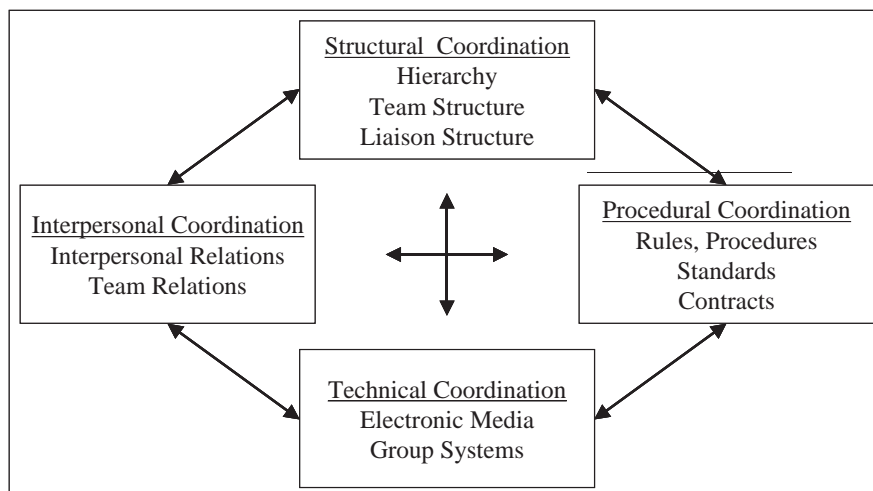 Structural Coordination
Hierarchy
Team Structure
Liaison Structure
Interpersonal Coordination
Interpersonal Relations
Team Relations
Procedural Coordination
Rules, Procedures
Standards
Contracts
Technical Coordination
Electronic Media
Group Systems